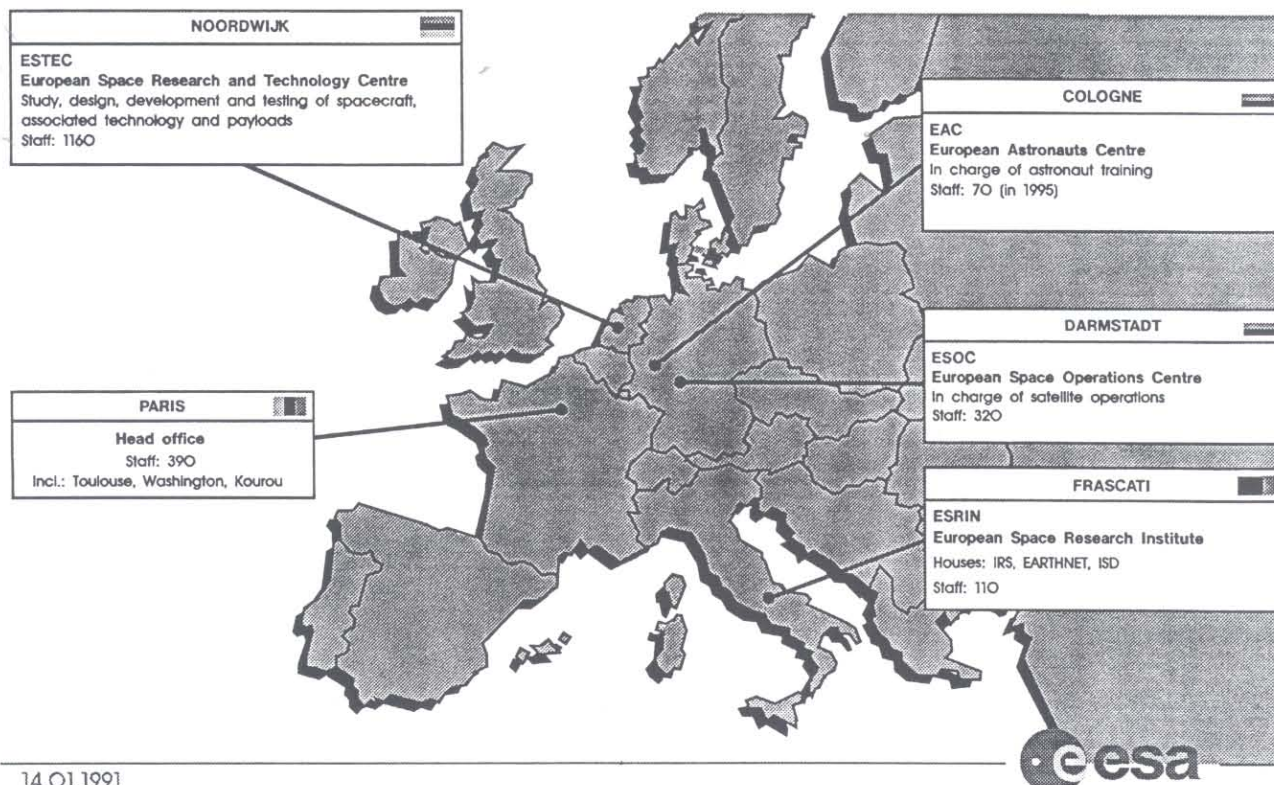 NOORDWIJK
ESTEC
European Space Research and Technology Centre
Study, design, development and testing of spacecraft,
associated technology and payloads
Staff: 1160
COLOGNE
EAC
European Astronauts Centre
In charge of astronaut training
Staff: 70 (in 1995)
DARMSTADT
ESOC
European Space Operations Centre
In charge of satellite operations
Staff: 320
PARIS
Head office
Staff: 390
Incl.: Toulouse, Washington, Kourou
FRASCATI
ESRIN
European Space Research Institute
Houses: IRS, EARTHNET, ISD
Staff: 110
14.01.1991
esa